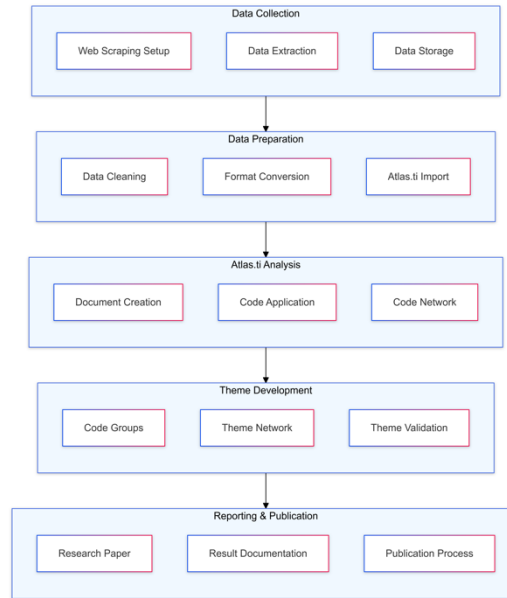 Data Collection
Web Scraping Setup
Data Extraction
Data Storage
Data Preparation
Data Cleaning
Format Conversion
Atlas.ti Import
Atlas.ti Analysis
Document Creation
Code Application
Code Network
Theme Development
Code Groups
Theme Network
Theme Validation
Reporting & Publication
Research Paper
Result Documentation
Publication Process